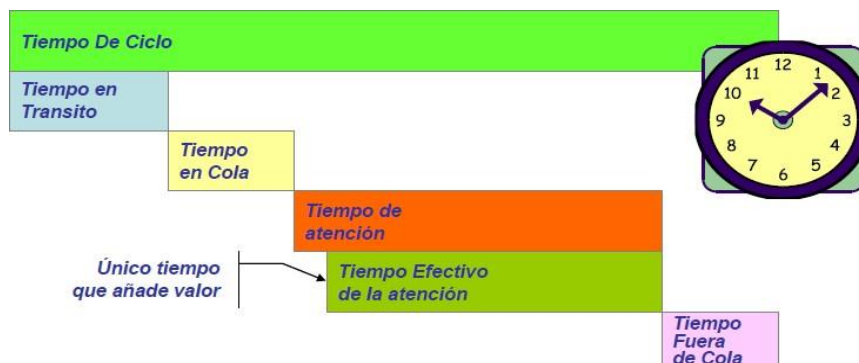 Tiempo De Ciclo
Tiempo en
Transito
Tiempo
en Cola
Tiempo de
atención
Único tiempo
que añade valor
Tiempo Efectivo
de la atención
Tiempo
Fuera
de Cola
12
1
2
3
4
5
6
7
8
9
10
11